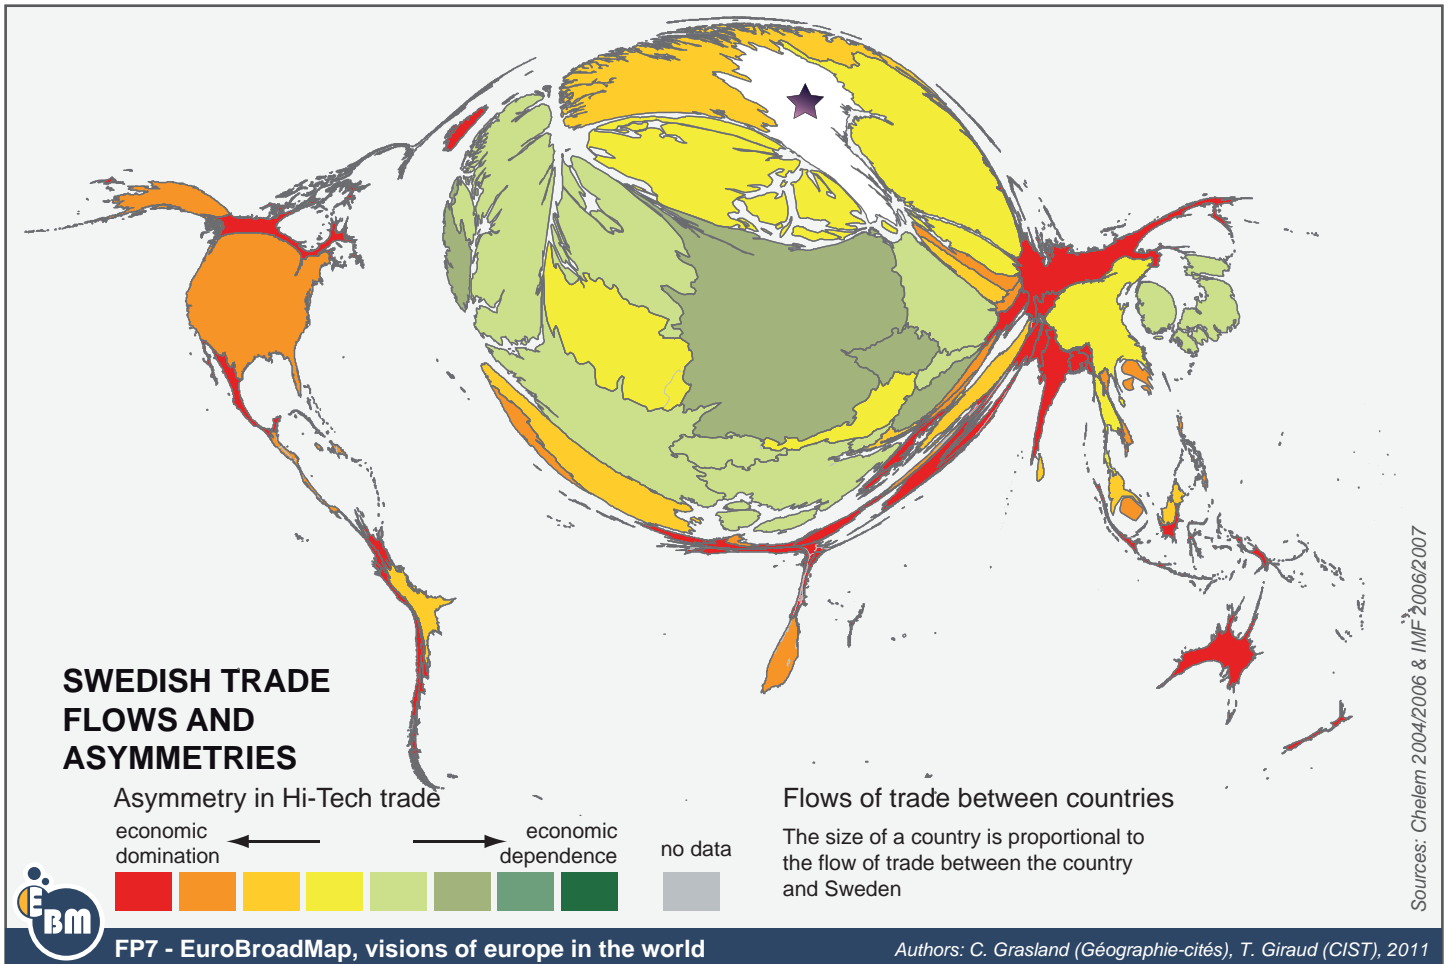 SWEDISH TRADE
FLOWS AND
ASYMMETRIES
Asymmetry in Hi-Tech trade
economic
domination
economic
dependence
no data
Flows of trade between countries
The size of a country is proportional to
the flow of trade between the country
and Sweden
Sources: Chelem 2004/2006 & IMF 2006/2007
EBM
FP7 - EuroBroadMap, visions of europe in the world
Authors: C. Grasland (Géographie-cités), T. Giraud (CIST), 2011